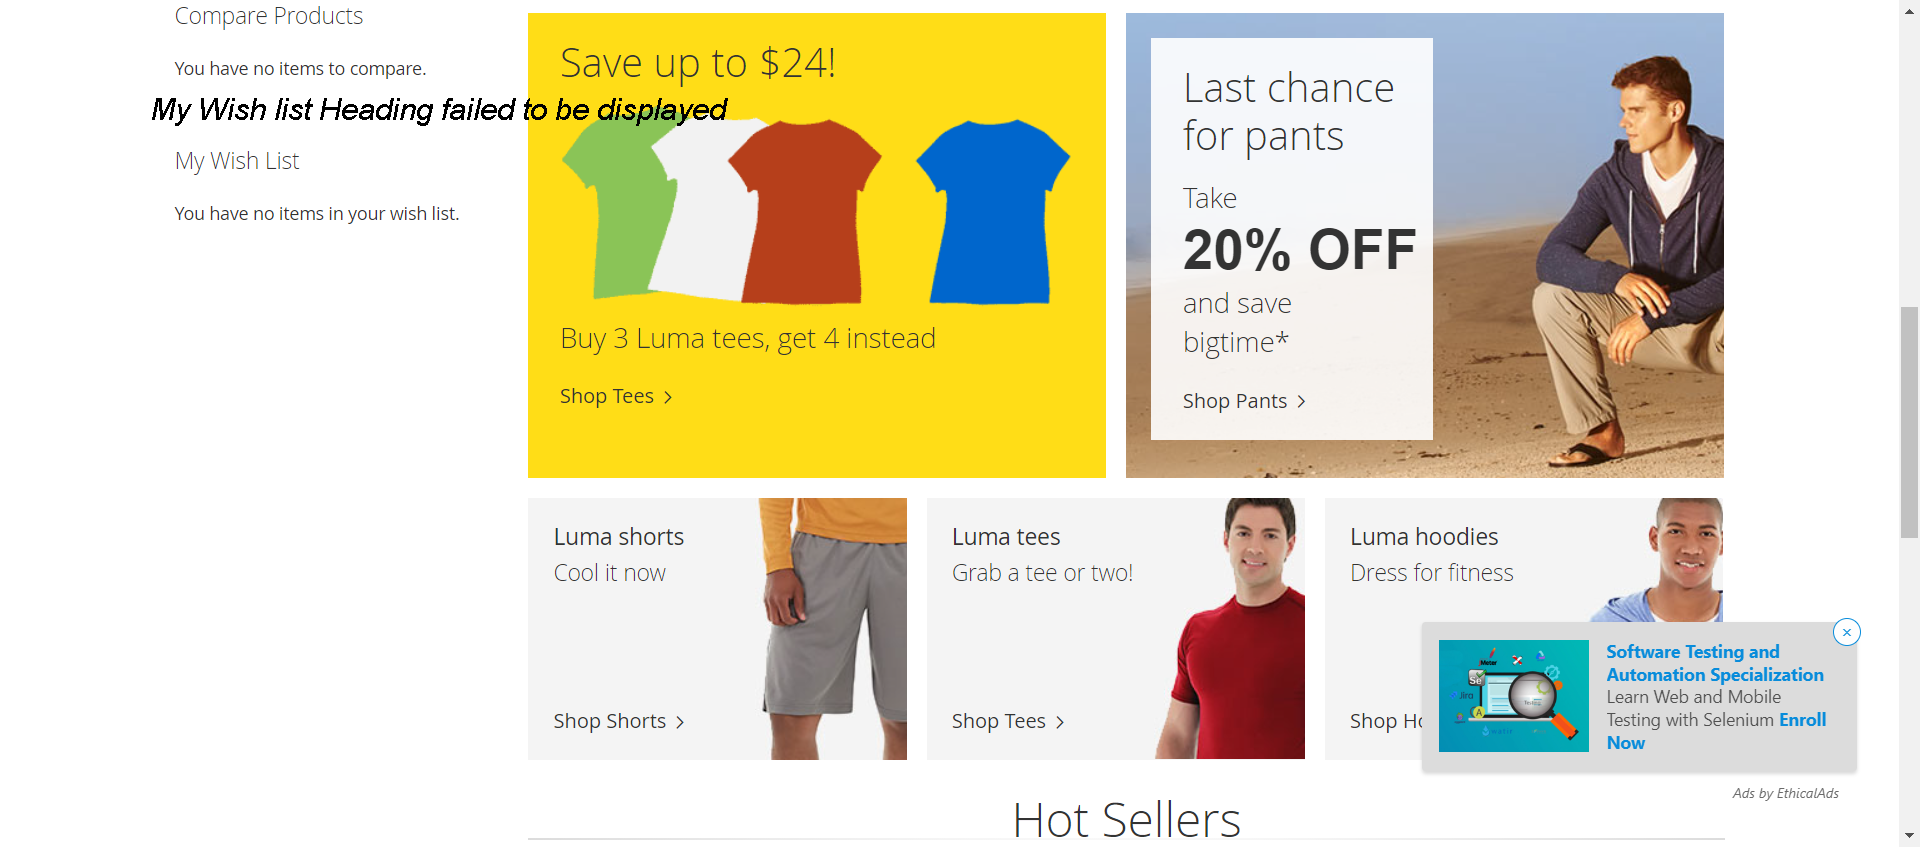 Compare Products
You have no items to compare.
My Wish list Heading failed to be displayed
My Wish List
You have no items in your wish list.
Save up to $24!
Buy 3 Luma tees, get 4 instead
Shop Tees >
Last chance
for pants
Take
20% OFF
and save
bigtime*
Shop Pants >
Luma shorts
Cool it now
Shop Shorts >
Luma tees
Grab a tee or two!
Shop Tees >
Luma hoodies
Dress for fitness
Shop Ho
Meter
Se
Jira
A
Software Testing and
Automation Specialization
Learn Web and Mobile
Testing with Selenium Enroll
Now
Ads by EthicalAds
Hot Sellers